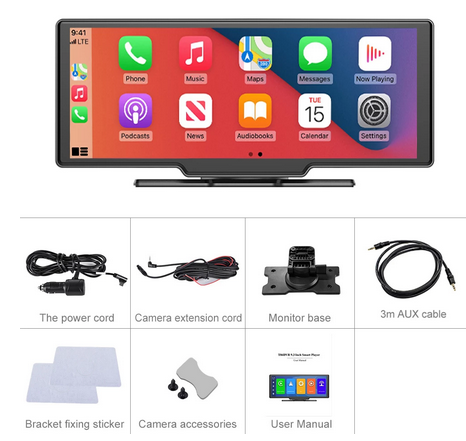 9:41
LTE
Phone
Music
Maps
Messages
Now Playing
Podcasts
News
Audiobooks
TUE
15
Calendar
Settings
The power cord
Camera extension cord
Monitor base
3m AUX cable
Bracket fixing sticker
Camera accessories
User Manual